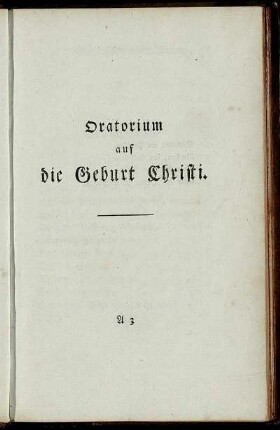 Oratorium
auf
die Geburt Christi.
A 3